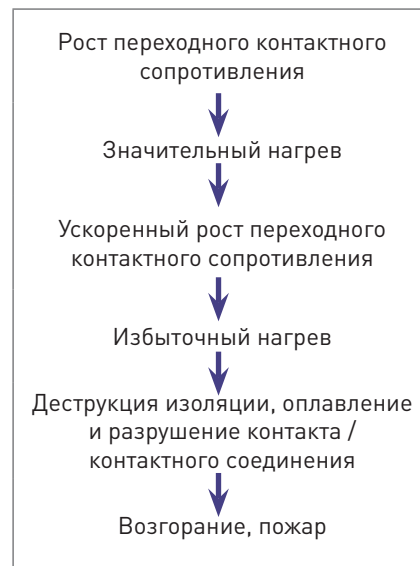 Рост переходного контактного
сопротивления
Значительный нагрев
Ускоренный рост переходного
контактного сопротивления
Избыточный нагрев
Деструкция изоляции, оплавление
и разрушение контакта /
контактного соединения
Возгорание, пожар